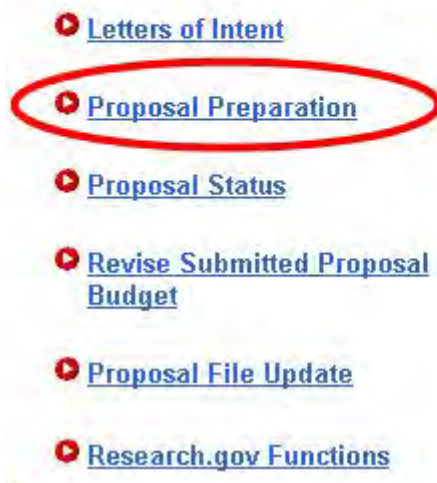 Letters of Intent
Proposal Preparation
Proposal Status
Revise Submitted Proposal
Budget
Proposal File Update
Research.gov Functions